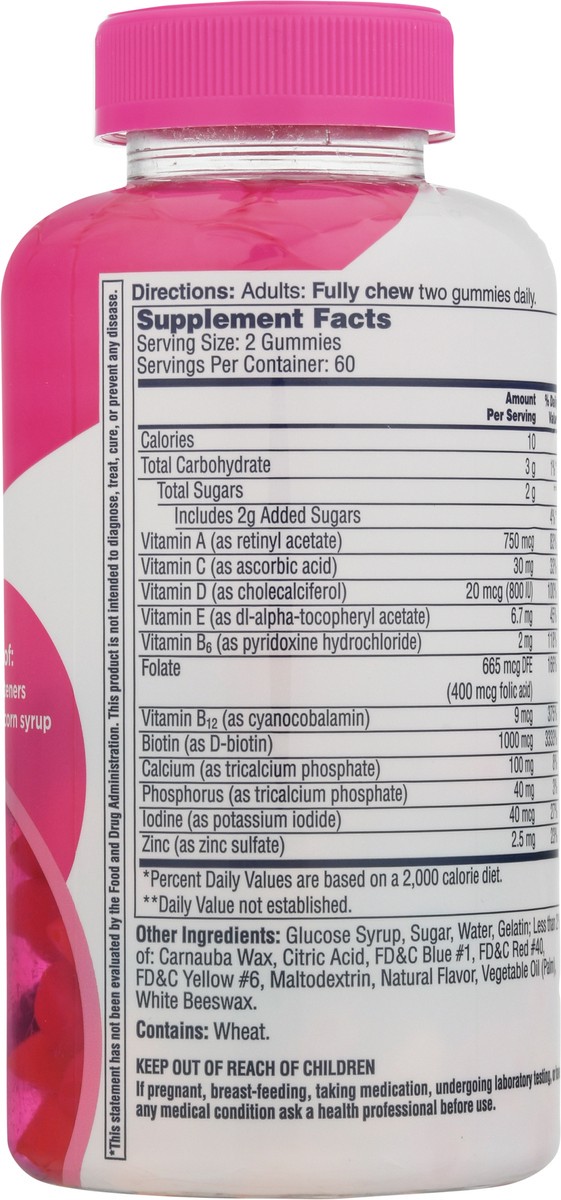 Directions: Adults: Fully chew two gummies daily.
Supplement Facts
Serving Size: 2 Gummies
Servings Per Container: 60
Amount Per Serving
Calories 10
Total Carbohydrate 3 g
Total Sugars 2 g
Includes 2g Added Sugars
Vitamin A (as retinyl acetate) 750 mcg
Vitamin C (as ascorbic acid) 30 mg
Vitamin D (as cholecalciferol) 20 mcg (800 IU)
Vitamin E (as dl-alpha-tocopheryl acetate) 6.7 mg
Vitamin B6 (as pyridoxine hydrochloride) 2 mg
Folate 665 mcg DFE
(400 mcg folic acid)
Vitamin B12 (as cyanocobalamin) 9 mcg
Biotin (as D-biotin) 1000 mcg
Calcium (as tricalcium phosphate) 100 mg
Phosphorus (as tricalcium phosphate) 40 mg
Iodine (as potassium iodide) 40 mcg
Zinc (as zinc sulfate) 2.5 mg
*Percent Daily Values are based on a 2,000 calorie diet.
**Daily Value not established.
Other Ingredients: Glucose Syrup, Sugar, Water, Gelatin; Less than
of: Carnauba Wax, Citric Acid, FD&C Blue #1, FD&C Red #40,
FD&C Yellow #6, Maltodextrin, Natural Flavor, Vegetable Oil (Palm),
White Beeswax.
Contains: Wheat.
KEEP OUT OF REACH OF CHILDREN
If pregnant, breast-feeding, taking medication, undergoing laboratory testing,
any medical condition ask a health professional before use.
*This statement has not been evaluated by the Food and Drug Administration. This product is not intended to diagnose, treat, cure, or prevent any disease.
of:
corn syrup